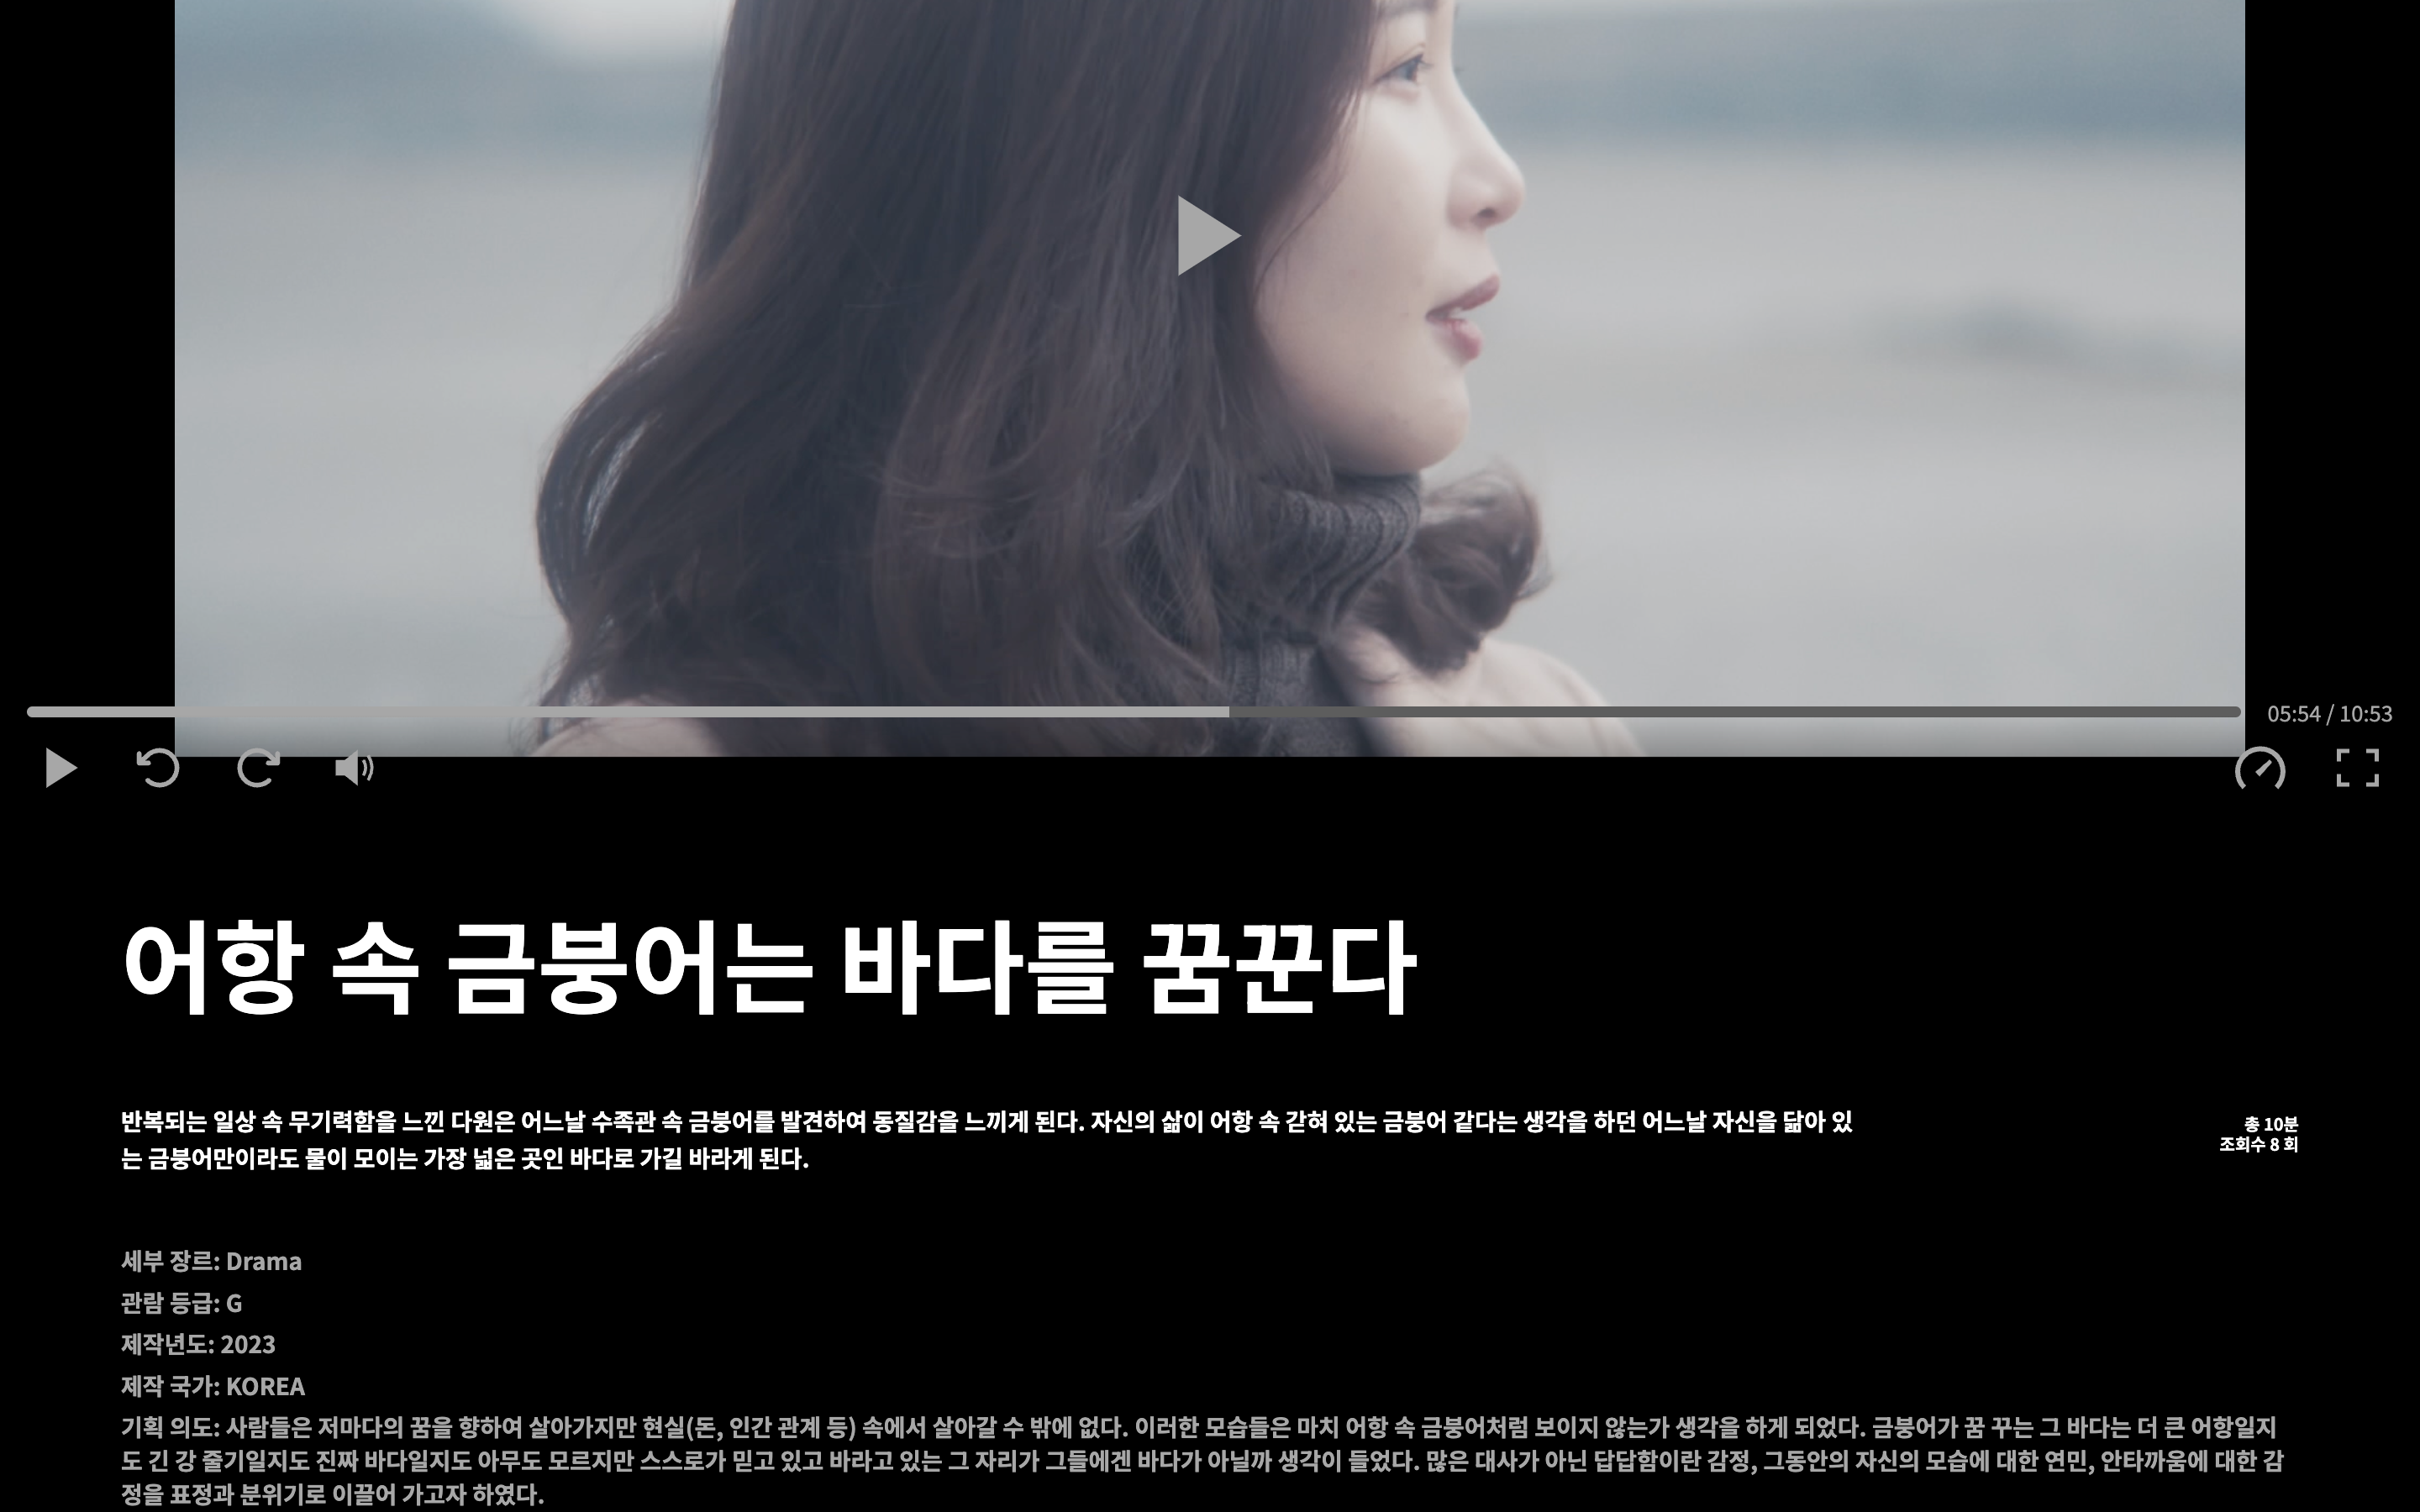 05:54 / 10:53
어항 속 금붕어는 바다를 꿈꾼다
반복되는 일상 속 무기력함을 느낀 다원은 어느날 수족관 속 금붕어를 발견하여 동질감을 느끼게 된다. 자신의 삶이 어항 속 갇혀 있는 금붕어 같다는 생각을 하던 어느날 자신을 닮아 있
는 금붕어만이라도 물이 모이는 가장 넓은 곳인 바다로 가길 바라게 된다.
총 10분
조회수 8 회
세부 장르: Drama
관람 등급: G
제작년도: 2023
제작 국가: KOREA
기획 의도: 사람들은 저마다의 꿈을 향하여 살아가지만 현실(돈, 인간 관계 등) 속에서 살아갈 수 밖에 없다. 이러한 모습들은 마치 어항 속 금붕어처럼 보이지 않는가 생각을 하게 되었다. 금붕어가 꿈 꾸는 그 바다는 더 큰 어항일지
도 긴 강 줄기일지도 진짜 바다일지도 아무도 모르지만 스스로가 믿고 있고 바라고 있는 그 자리가 그들에겐 바다가 아닐까 생각이 들었다. 많은 대사가 아닌 답답함이란 감정, 그동안의 자신의 모습에 대한 연민, 안타까움에 대한 감
정을 표정과 분위기로 이끌어 가고자 하였다.